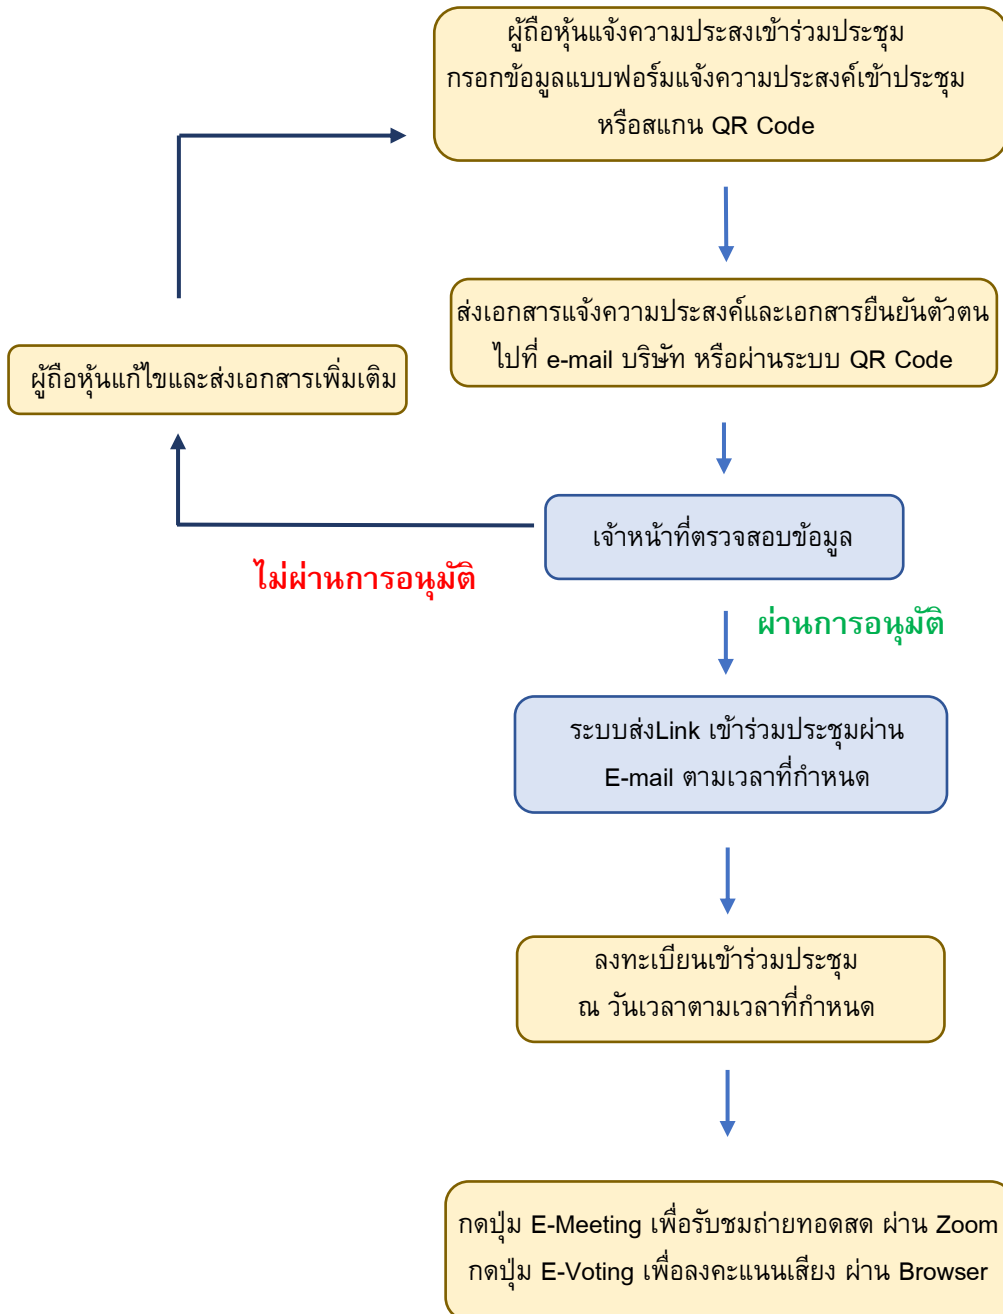 ผู้ถือหุ้นแจ้งความประสงเข้าร่วมประชุม
กรอกข้อมูลแบบฟอร์มแจ้งความประสงค์เข้าประชุม
หรือสแกน QR Code
ส่งเอกสารแจ้งความประสงค์และเอกสารยืนยันตัวตน
ไปที่ e-mail บริษัท หรือผ่านระบบ QR Code
ผู้ถือหุ้นแก้ไขและส่งเอกสารเพิ่มเติม
เจ้าหน้าที่ตรวจสอบข้อมูล
ไม่ผ่านการอนุมัติ
ผ่านการอนุมัติ
ระบบส่งLink เข้าร่วมประชุมผ่าน
E-mail ตามเวลาที่กำหนด
ลงทะเบียนเข้าร่วมประชุม
ณ วันเวลาตามเวลาที่กำหนด
กดปุ่ม E-Meeting เพื่อรับชมถ่ายทอดสด ผ่าน Zoom
กดปุ่ม E-Voting เพื่อลงคะแนนเสียง ผ่าน Browser